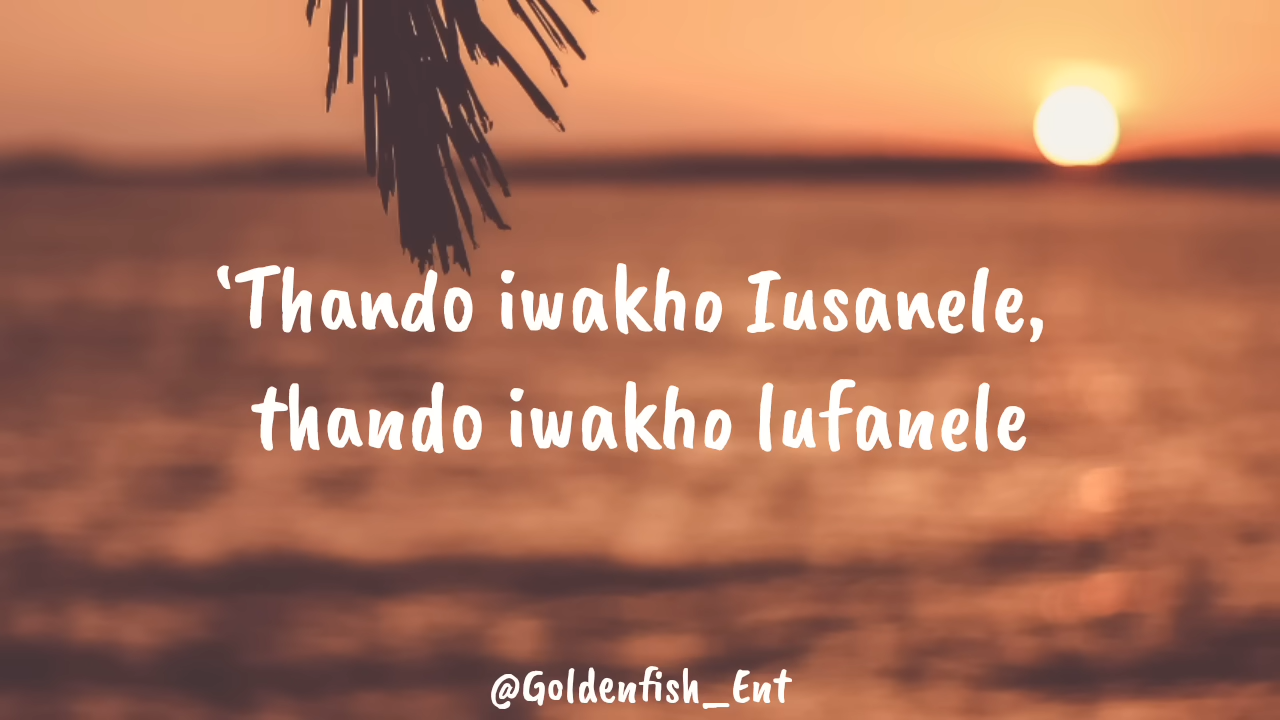 ‘Thando iwakho Iusanele,
thando iwakho lufanele
@Goldenfish_Ent